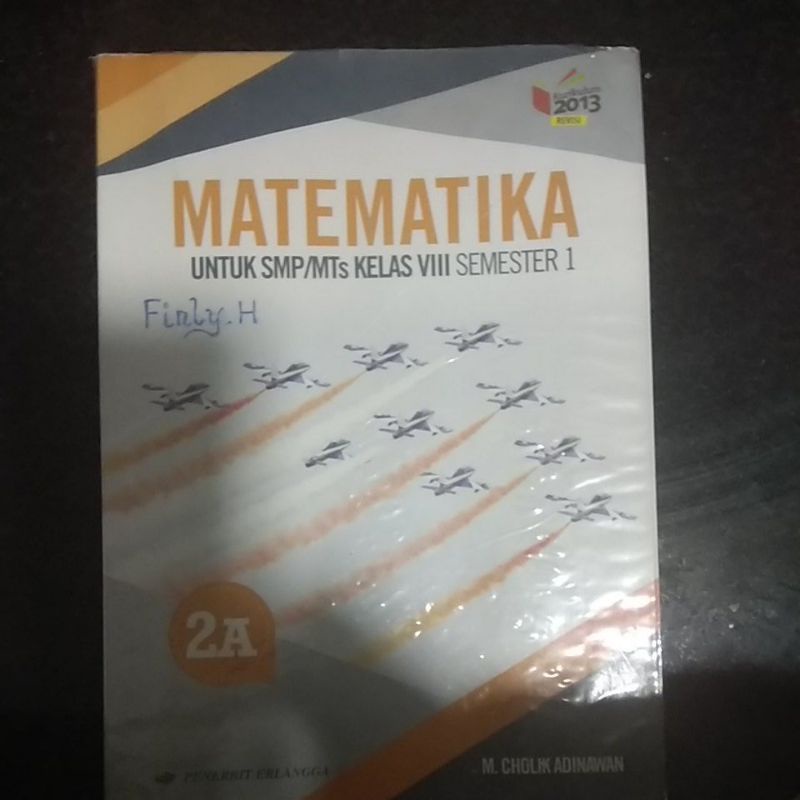 Kurikulum
2013
REVISI
MATEMATIKA
UNTUK SMP/MTs KELAS VIII SEMESTER 1
Finly.H
2A
PENERBIT ERLANGGA
M. CHOLIK ADINAWAN